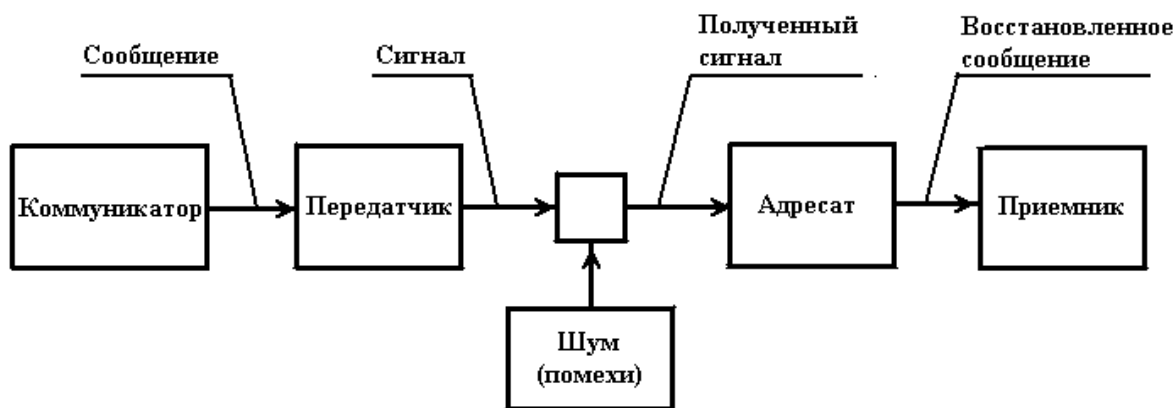 Сообщение
Сигнал
Полученный
сигнал
Восстановленное
сообщение
Коммуникатор
Передатчик
Адресат
Приемник
Шум
(помехи)